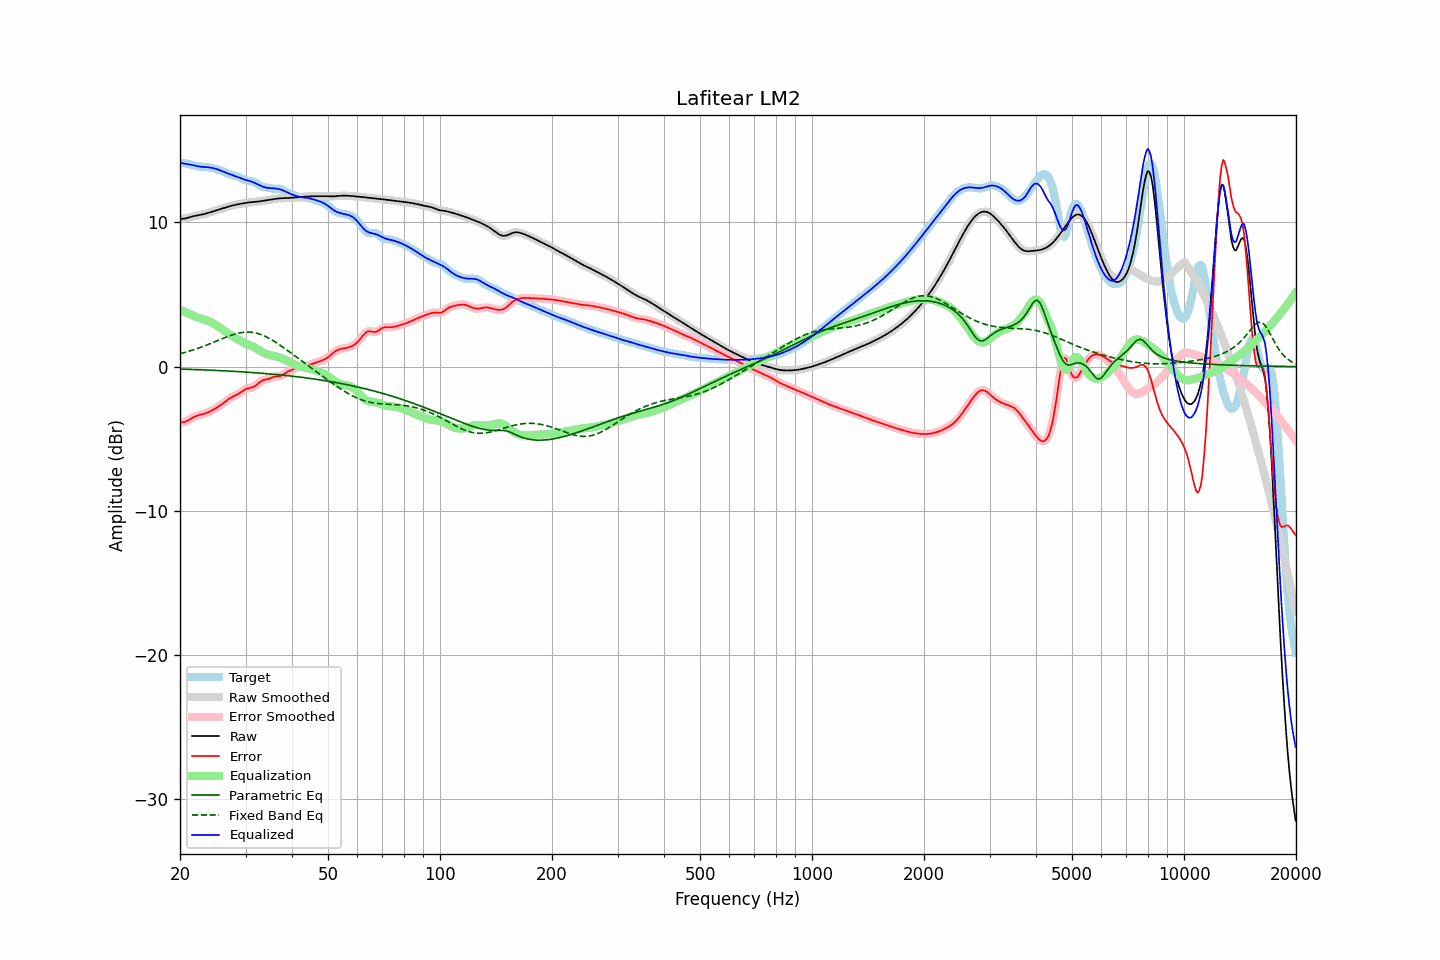 Lafitear LM2
Amplitude (dBr)
10
0
−10
−20
−30
Target
Raw Smoothed
Error Smoothed
Raw
Error
Equalization
Parametric Eq
Fixed Band Eq
Equalized
20 50 100 200 500 1000 2000 5000 10000 20000
Frequency (Hz)